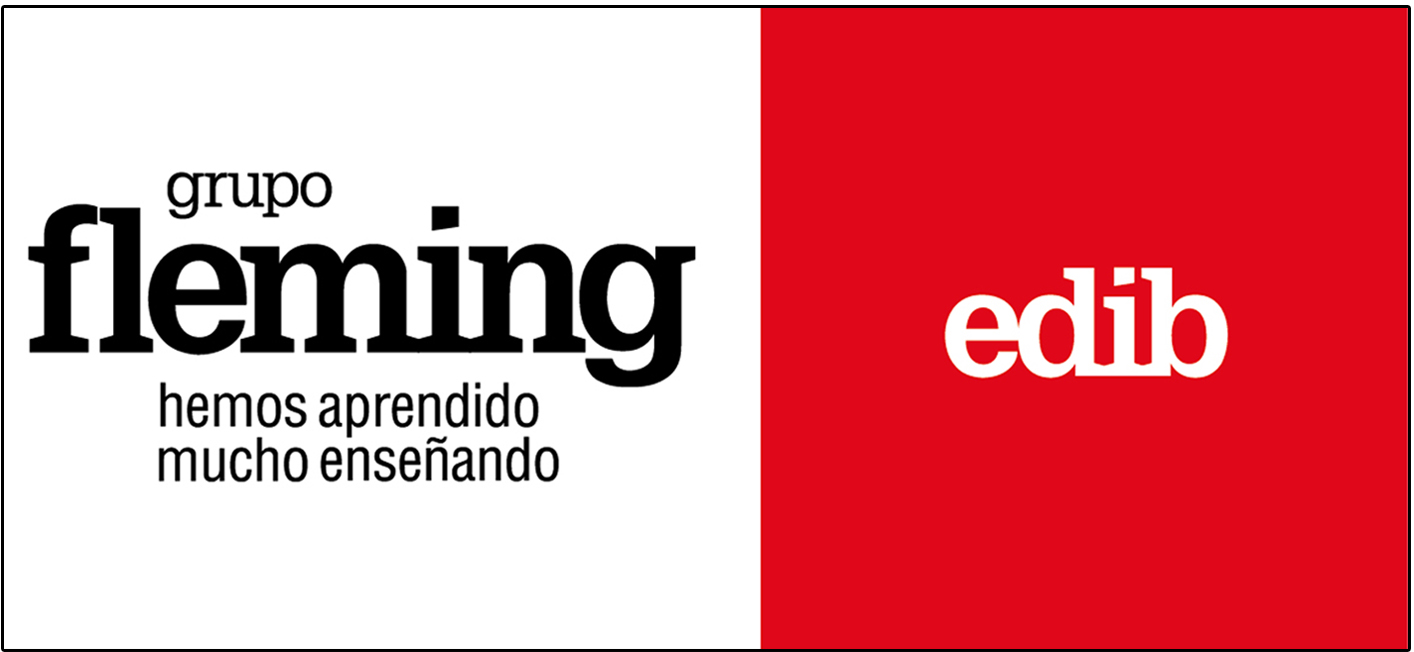 grupo
fleming
hemos aprendido
mucho enseñando
edib